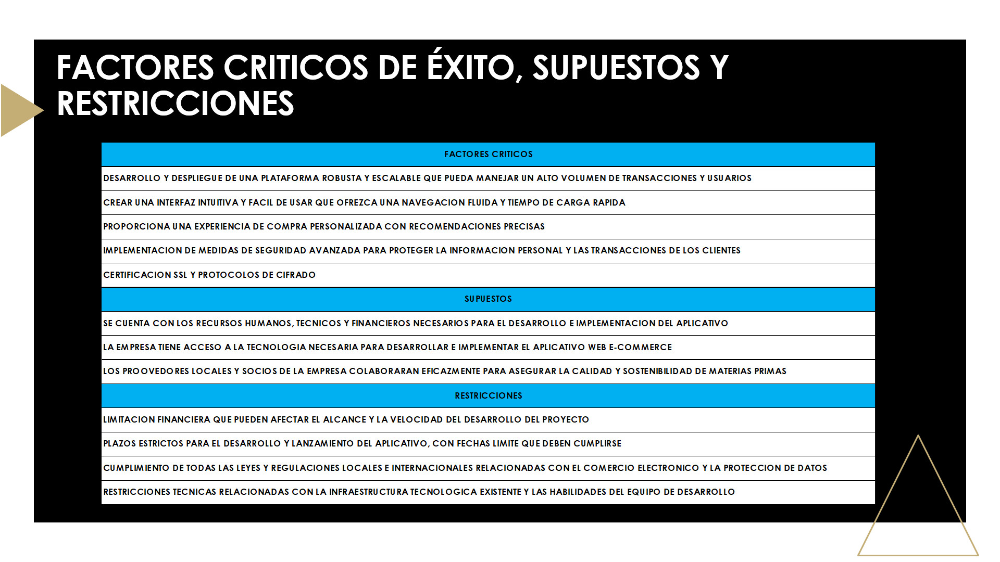 FACTORES CRITICOS DE ÉXITO, SUPUESTOS Y
RESTRICCIONES
FACTORES CRITICOS
DESARROLLO Y DESPLIEGUE DE UNA PLATAFORMA ROBUSTA Y ESCALABLE QUE PUEDA MANEJAR UN ALTO VOLUMEN DE TRANSACCIONES Y USUARIOS
CREAR UNA INTERFAZ INTUITIVA Y FACIL DE USAR QUE OFREZCA UNA NAVEGACION FLUIDA Y TIEMPO DE CARGA RAPIDA
PROPORCIONA UNA EXPERIENCIA DE COMPRA PERSONALIZADA CON RECOMENDACIONES PRECISAS
IMPLEMENTACION DE MEDIDAS DE SEGURIDAD AVANZADA PARA PROTEGER LA INFORMACION PERSONAL Y LAS TRANSACCIONES DE LOS CLIENTES
CERTIFICACION SSL Y PROTOCOLOS DE CIFRADO
SUPUESTOS
SE CUENTA CON LOS RECURSOS HUMANOS, TECNICOS Y FINANCIEROS NECESARIOS PARA EL DESARROLLO E IMPLEMENTACION DEL APLICATIVO
LA EMPRESA TIENE ACCESO A LA TECNOLOGIA NECESARIA PARA DESARROLLAR E IMPLEMENTAR EL APLICATIVO WEB E-COMMERCE
LOS PROOVEDORES LOCALES Y SOCIOS DE LA EMPRESA COLABORARAN EFICAZMENTE PARA ASEGURAR LA CALIDAD Y SOSTENIBILIDAD DE MATERIAS PRIMAS
RESTRICCIONES
LIMITACION FINANCIERA QUE PUEDEN AFECTAR EL ALCANCE Y LA VELOCIDAD DEL DESARROLLO DEL PROYECTO
PLAZOS ESTRICTOS PARA EL DESARROLLO Y LANZAMIENTO DEL APLICATIVO, CON FECHAS LIMITE QUE DEBEN CUMPLIRSE
CUMPLIMIENTO DE TODAS LAS LEYES Y REGULACIONES LOCALES E INTERNACIONALES RELACIONADAS CON EL COMERCIO ELECTRONICO Y LA PROTECCION DE DATOS
RESTRICCIONES TECNICAS RELACIONADAS CON LA INFRAESTRUCTURA TECNOLOGICA EXISTENTE Y LAS HABILIDADES DEL EQUIPO DE DESARROLLO